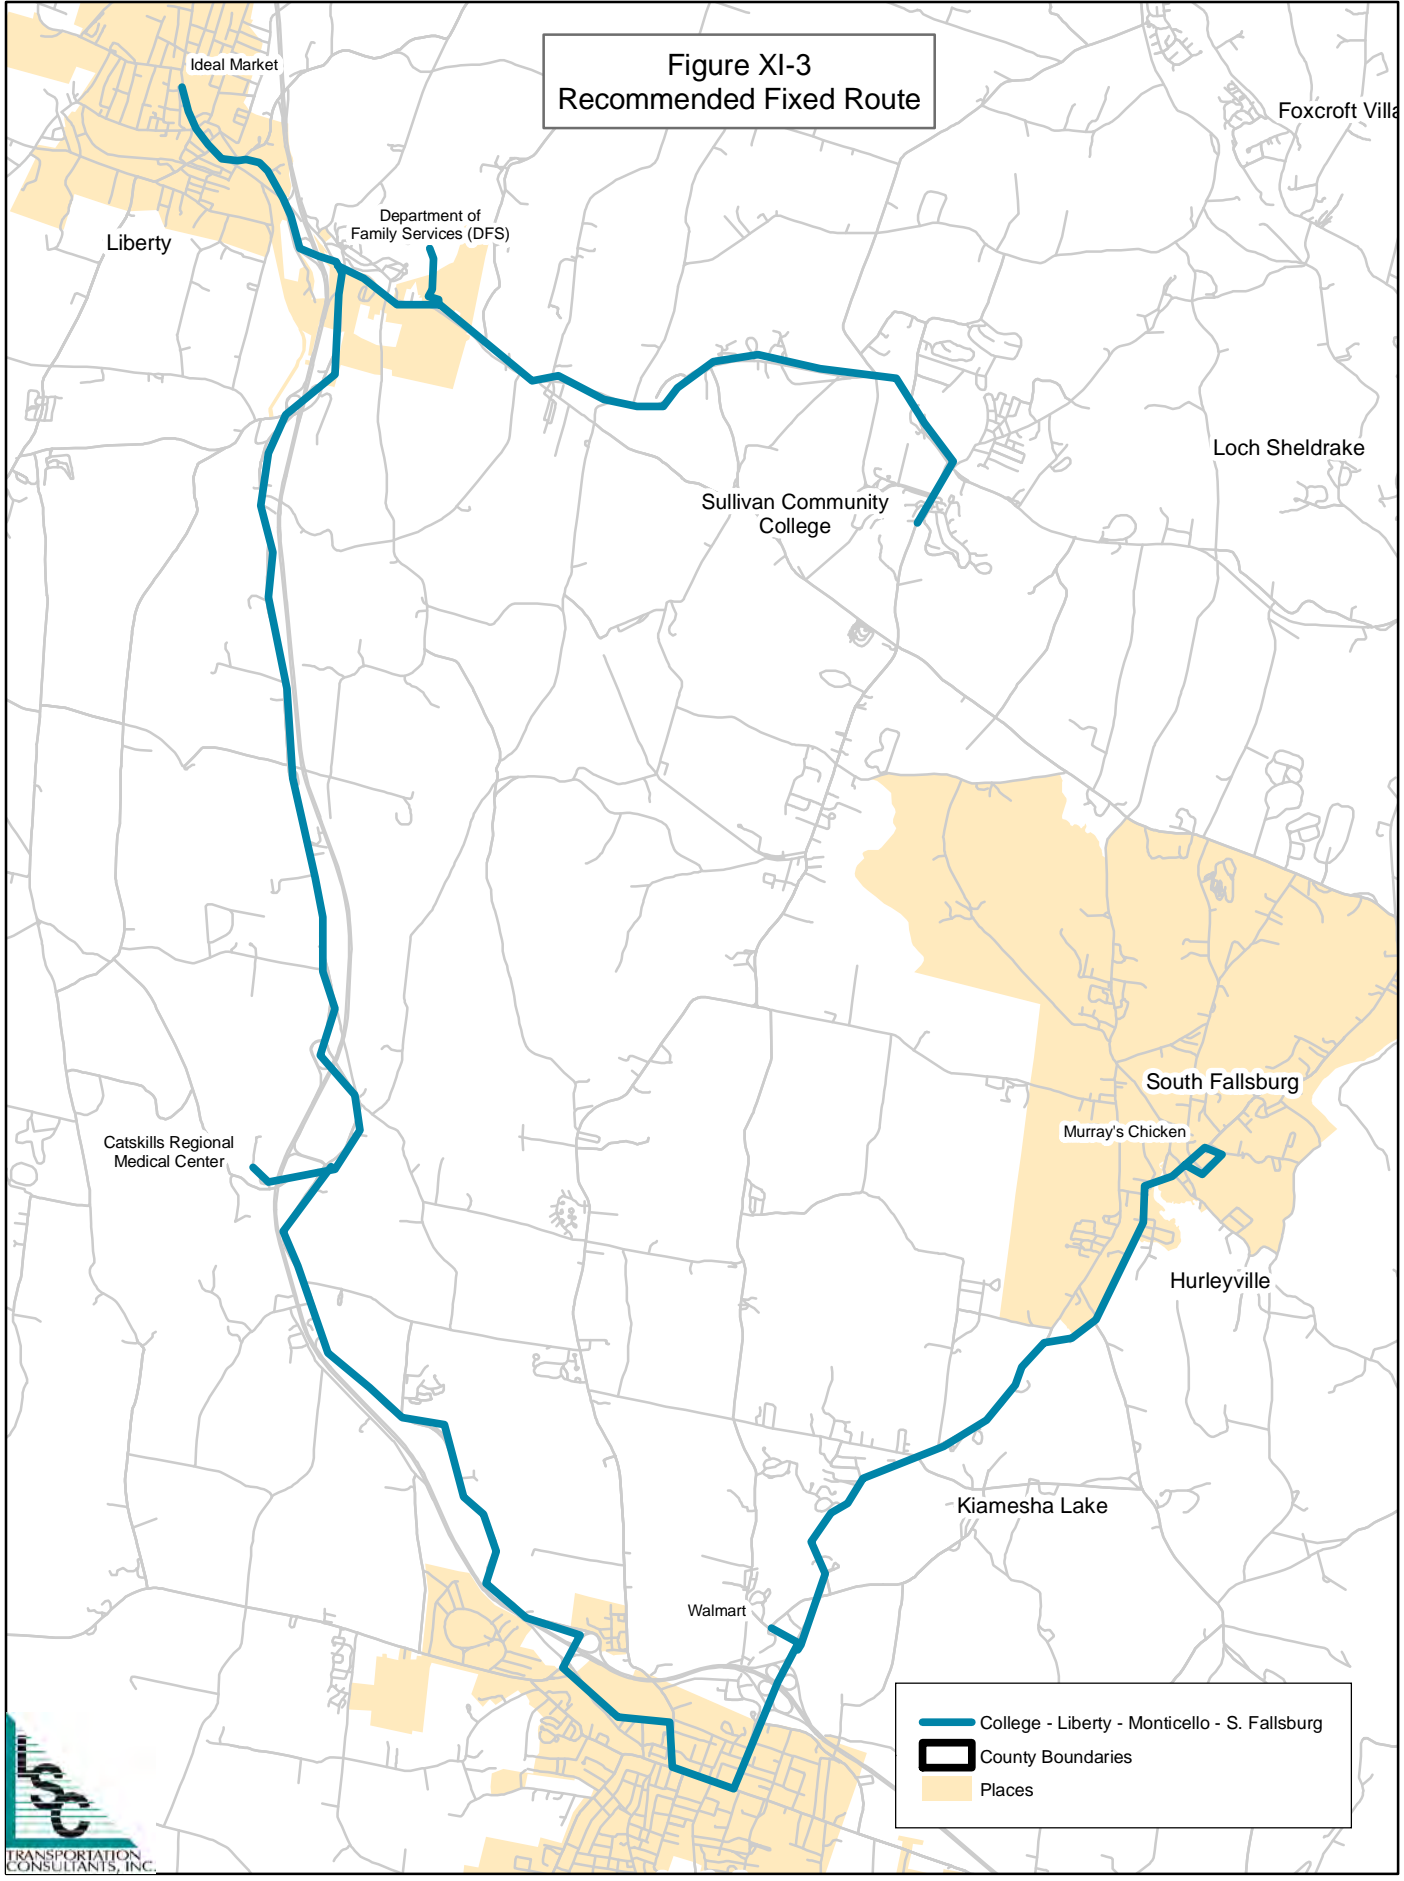 Figure XI-3
Recommended Fixed Route
Ideal Market
Foxcroft Villa
Department of
Family Services (DFS)
Liberty
Loch Sheldrake
Sullivan Community
College
South Fallsburg
Murray's Chicken
Catskills Regional
Medical Center
Hurleyville
Kiamesha Lake
Walmart
College - Liberty - Monticello - S. Fallsburg
County Boundaries
Places
LSC
TRANSPORTATION
CONSULTANTS, INC.